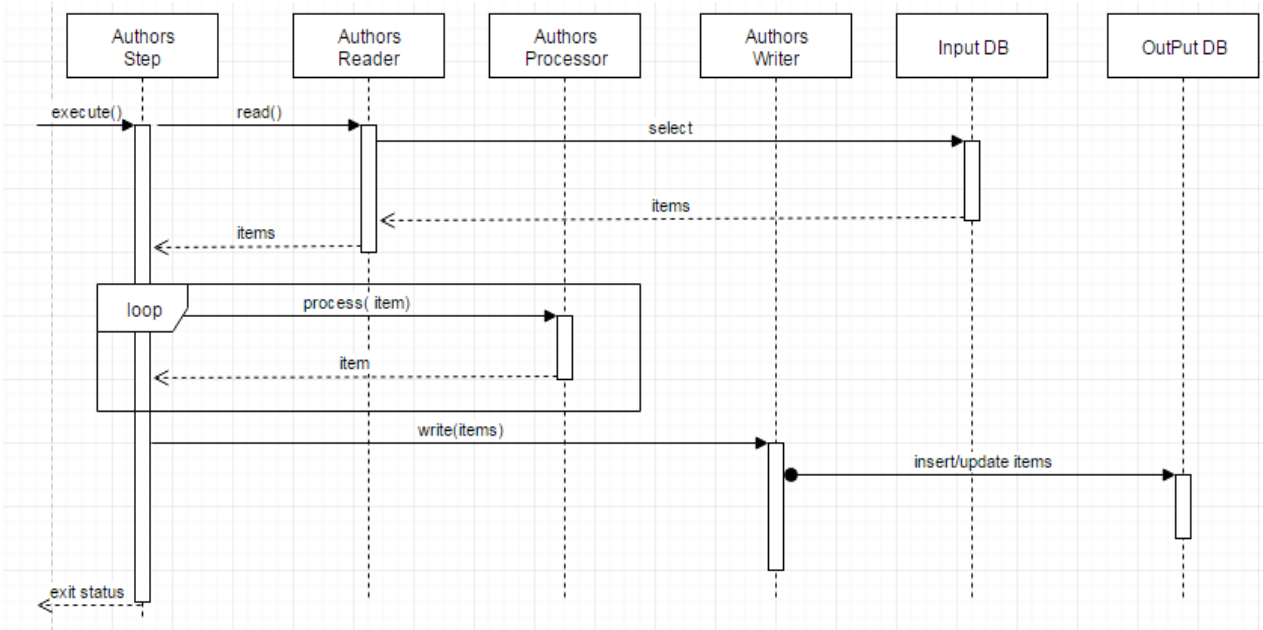 Authors
Step
Authors
Reader
Authors
Processor
Authors
Writer
Input DB
OutPut DB
execute()
read()
select
items
items
loop
process( item)
item
write(items)
insert/update items
exit status